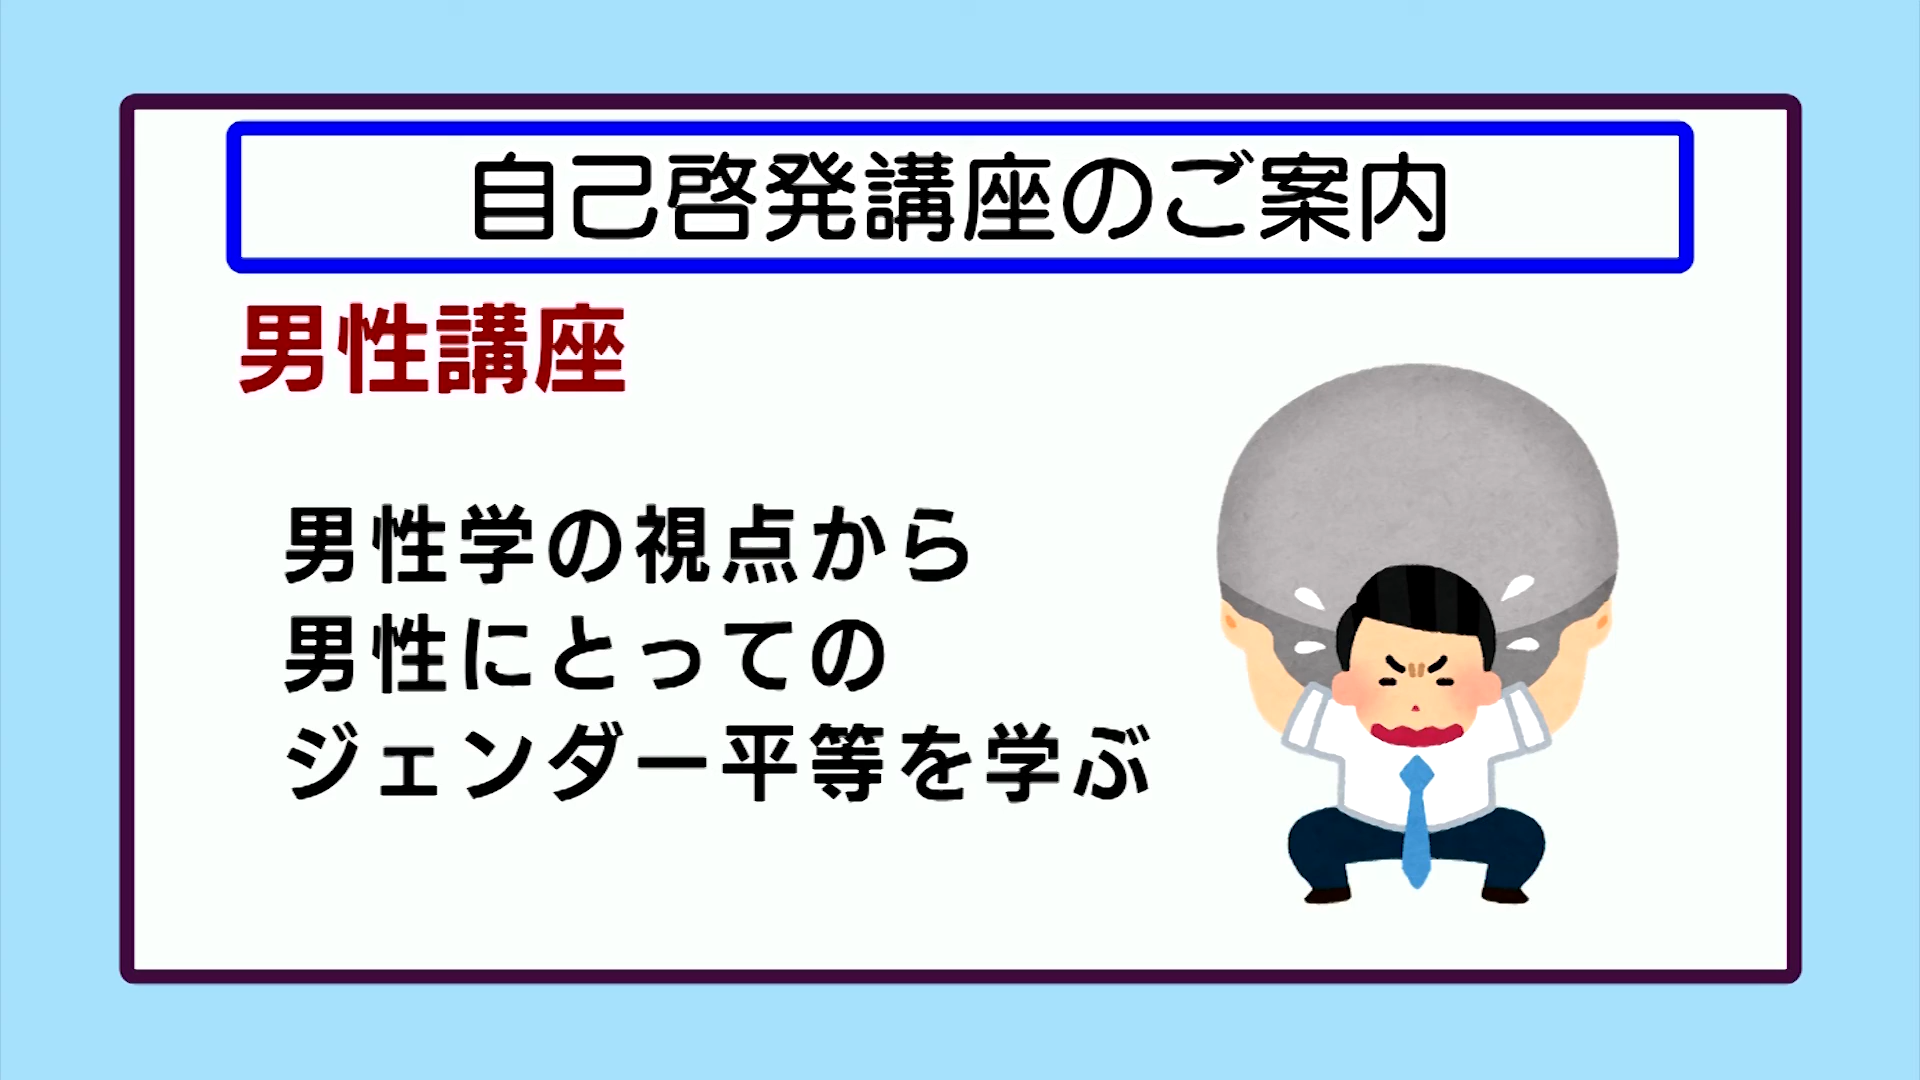 自己啓発講座のご案内
男性講座
男性学の視点から
男性にとっての
ジェンダー平等を学ぶ